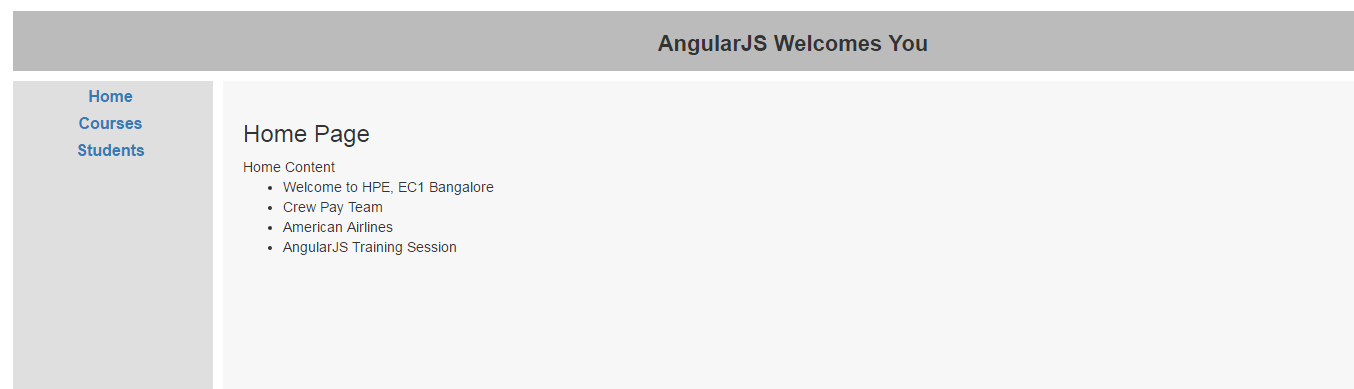 AngularJS Welcomes You
Home
Courses
Students
Home Page
Home Content
Welcome to HPE, EC1 Bangalore
Crew Pay Team
American Airlines
AngularJS Training Session